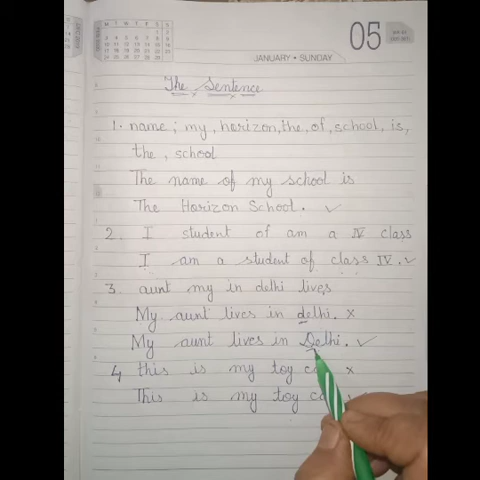 05
JANUARY • SUNDAY
The Sentence
1. name ; my, horizon, the, of, school, is,
the, school
The name of my school is
The Horizon School. ✓
2. I student of am a IV class
I am a student of class IV. ✓
3. aunt my in delhi lives
My aunt lives in delhi. ×
My aunt lives in Delhi. ✓
4 this is my toy ×
This is my toy